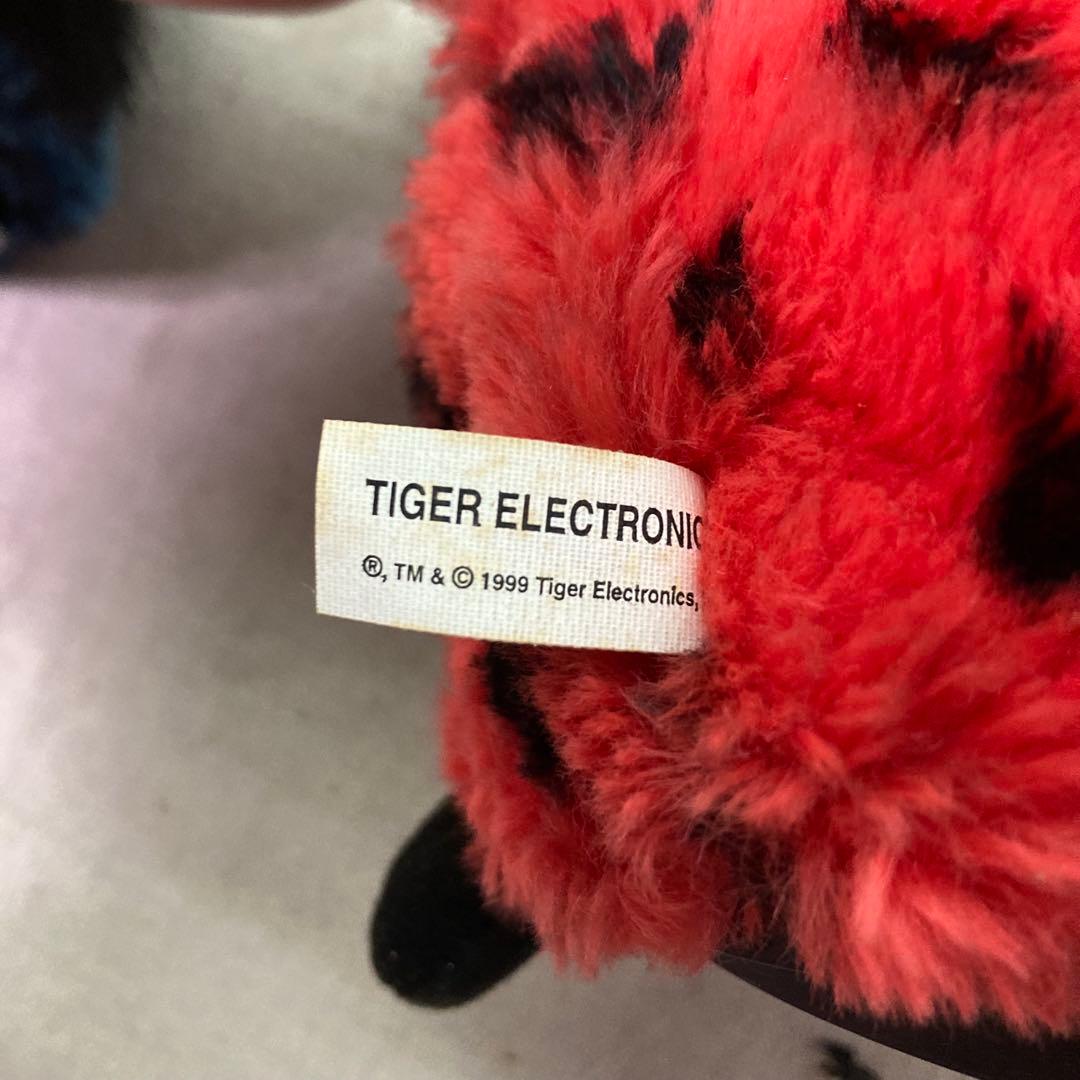 TIGER ELECTRONIC
®, TM & © 1999 Tiger Electronics,